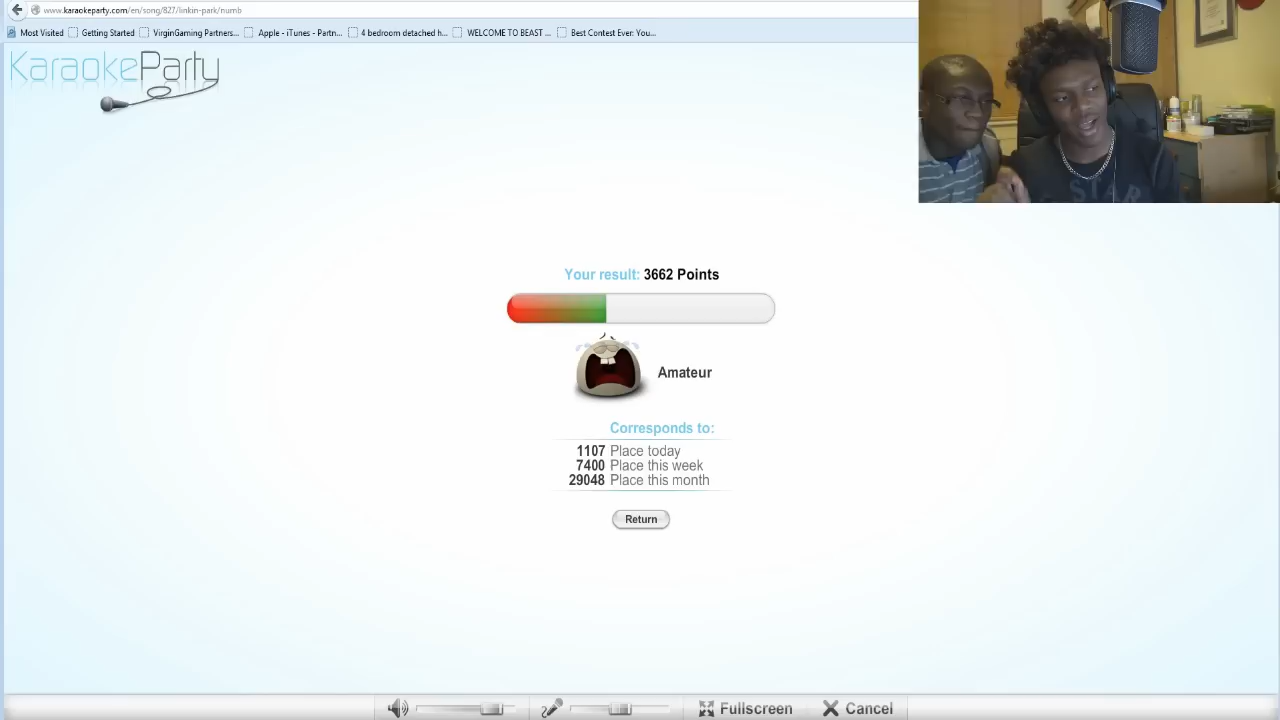 www.karaokeparty.com/en/song/827/linkin-park/numb
Most Visited Getting Started VirginGaming Partners... Apple - iTunes - Partn... 4 bedroom detached h... WELCOME TO BEAST ... Best Contest Ever: You...
KaraokeParty
STAR
Your result: 3662 Points
Amateur
Corresponds to:
1107 Place today
7400 Place this week
29048 Place this month
Return
Fullscreen Cancel